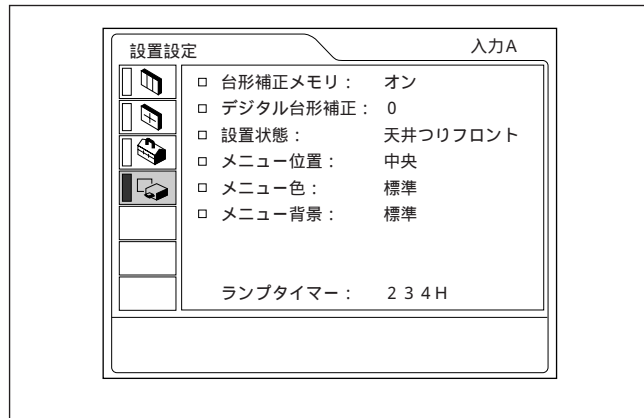 設置設定 入力A
台形補正メモリ： オン
デジタル台形補正： 0
設置状態： 天井つりフロント
メニュー位置： 中央
メニュー色： 標準
メニュー背景： 標準
ランプタイマー： ２３４H